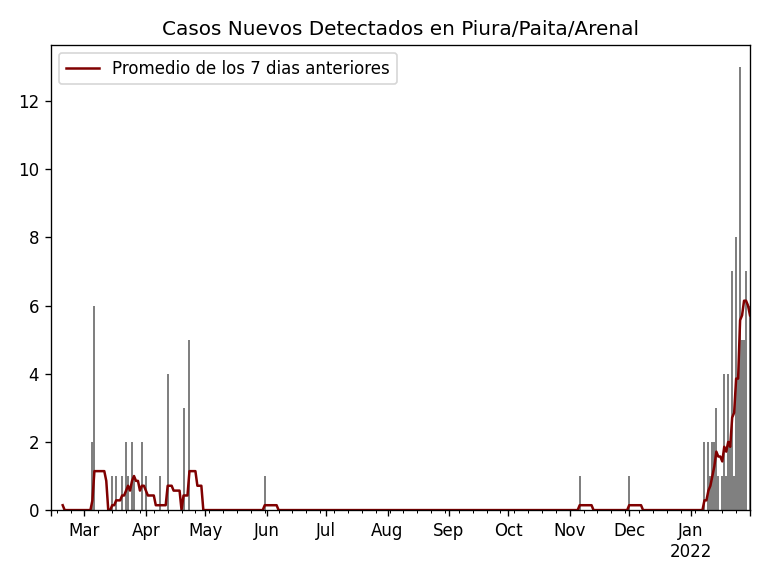 Casos Nuevos Detectados en Piura/Paita/Arenal
Promedio de los 7 dias anteriores
12
10
8
6
4
2
0
Mar Apr May Jun Jul Aug Sep Oct Nov Dec Jan
2022